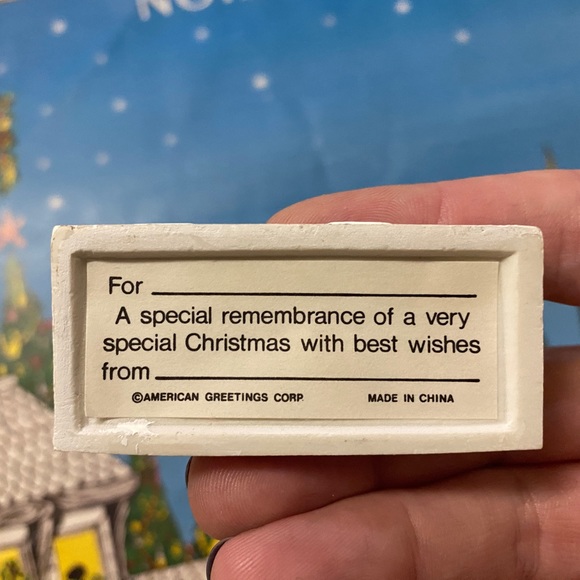 For
A special remembrance of a very
special Christmas with best wishes
from
©AMERICAN GREETINGS CORP. MADE IN CHINA